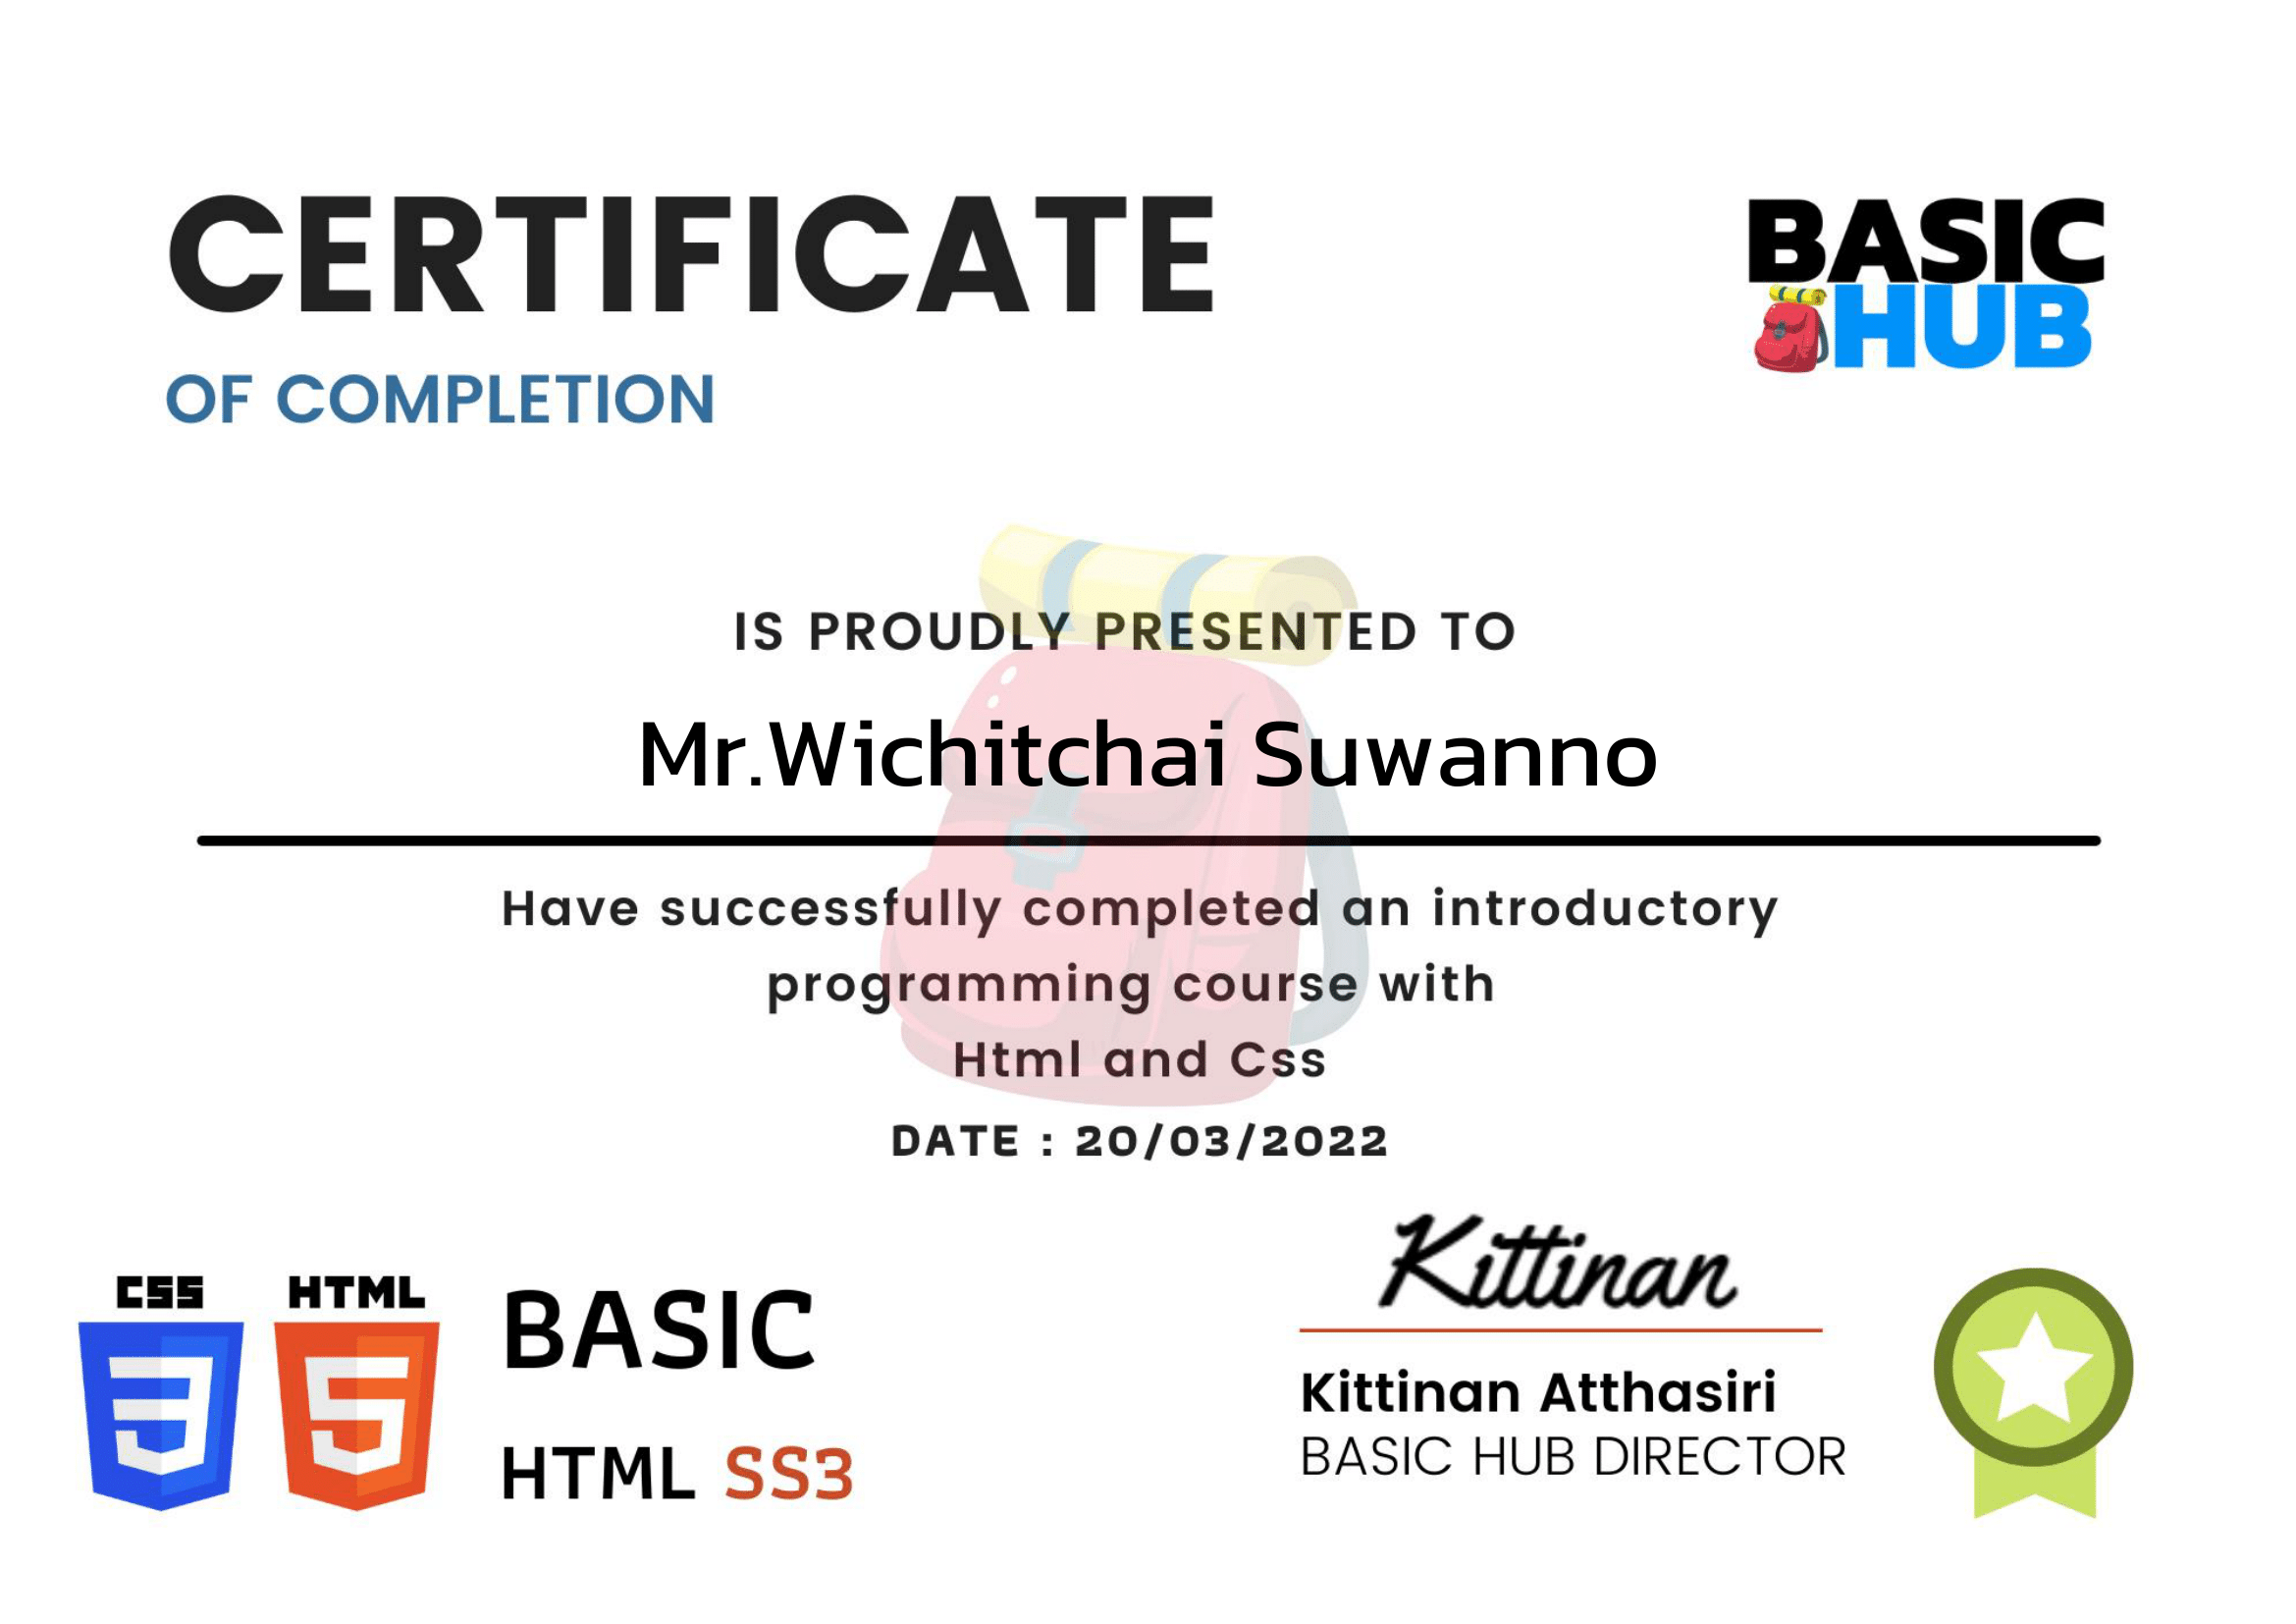 CERTIFICATE
OF COMPLETION
BASIC
HUB
IS PROUDLY PRESENTED TO
Mr.Wichitchai Suwanno
Have successfully completed an introductory
programming course with
Html and Css
DATE : 20/03/2022
CSS HTML
BASIC
HTML SS3
Kittinan
Kittinan Atthasiri
BASIC HUB DIRECTOR